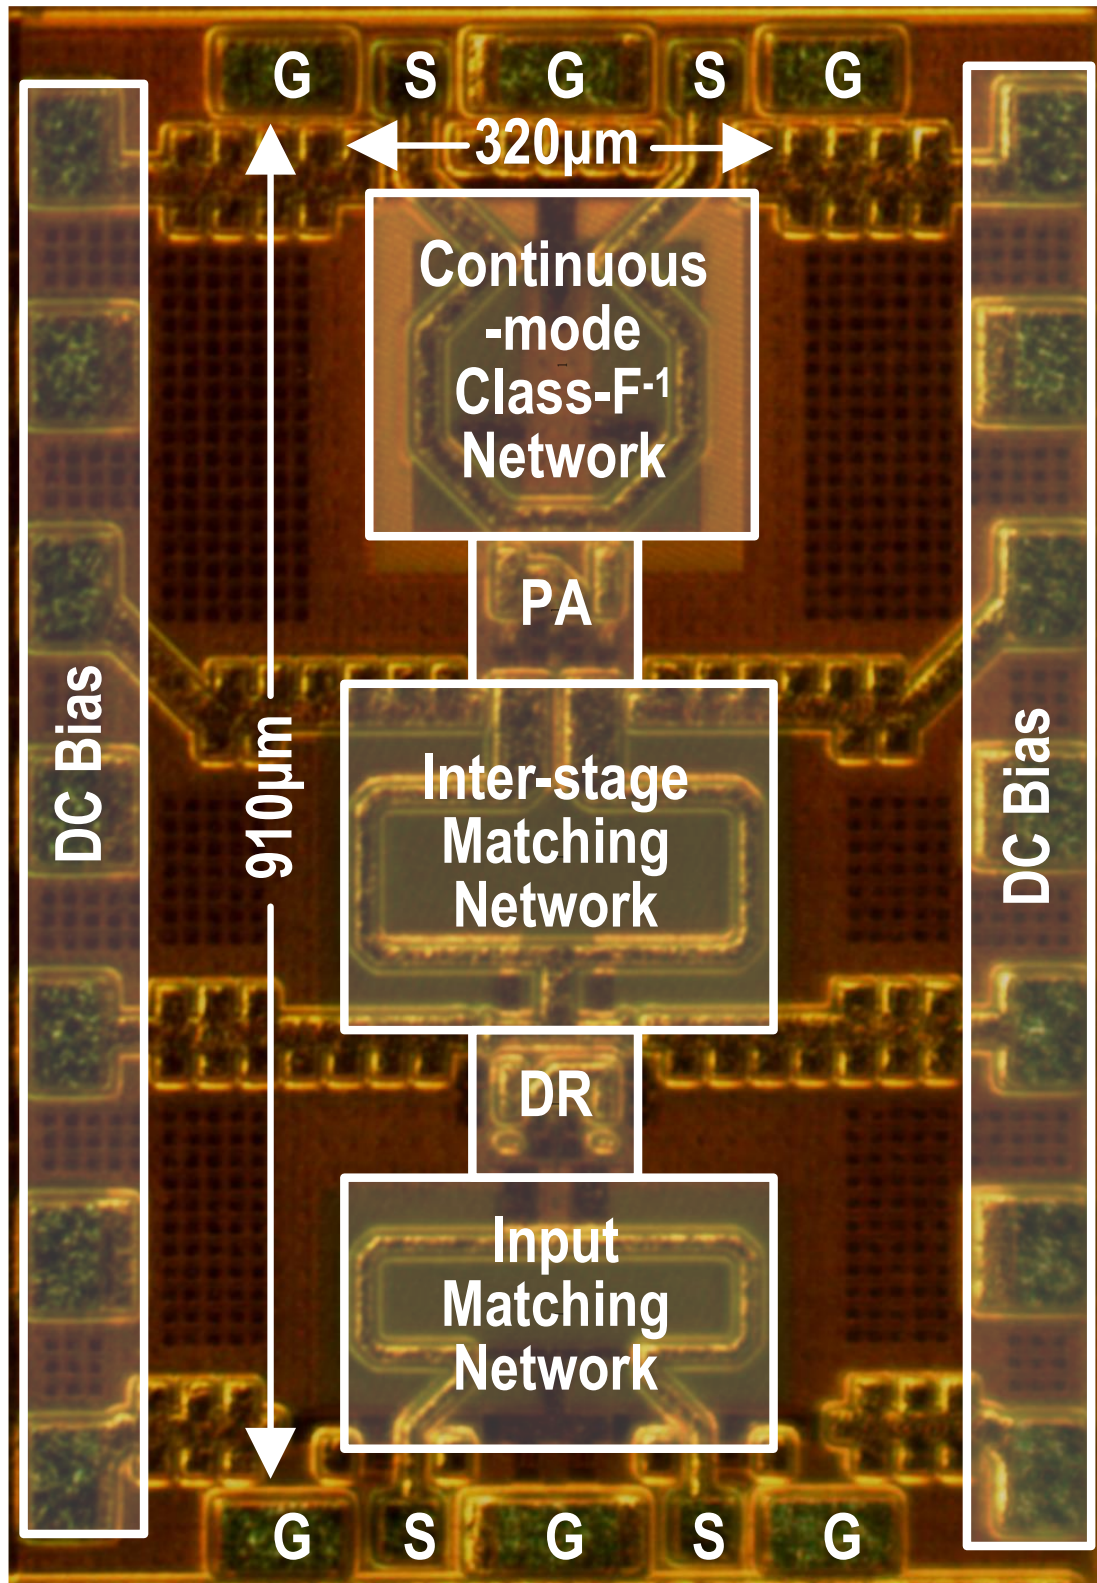 G S G S G
320μm
Continuous
-mode
Class-F-1
Network
PA
DC Bias
910μm
Inter-stage
Matching
Network
DC Bias
DR
Input
Matching
Network
G S G S G